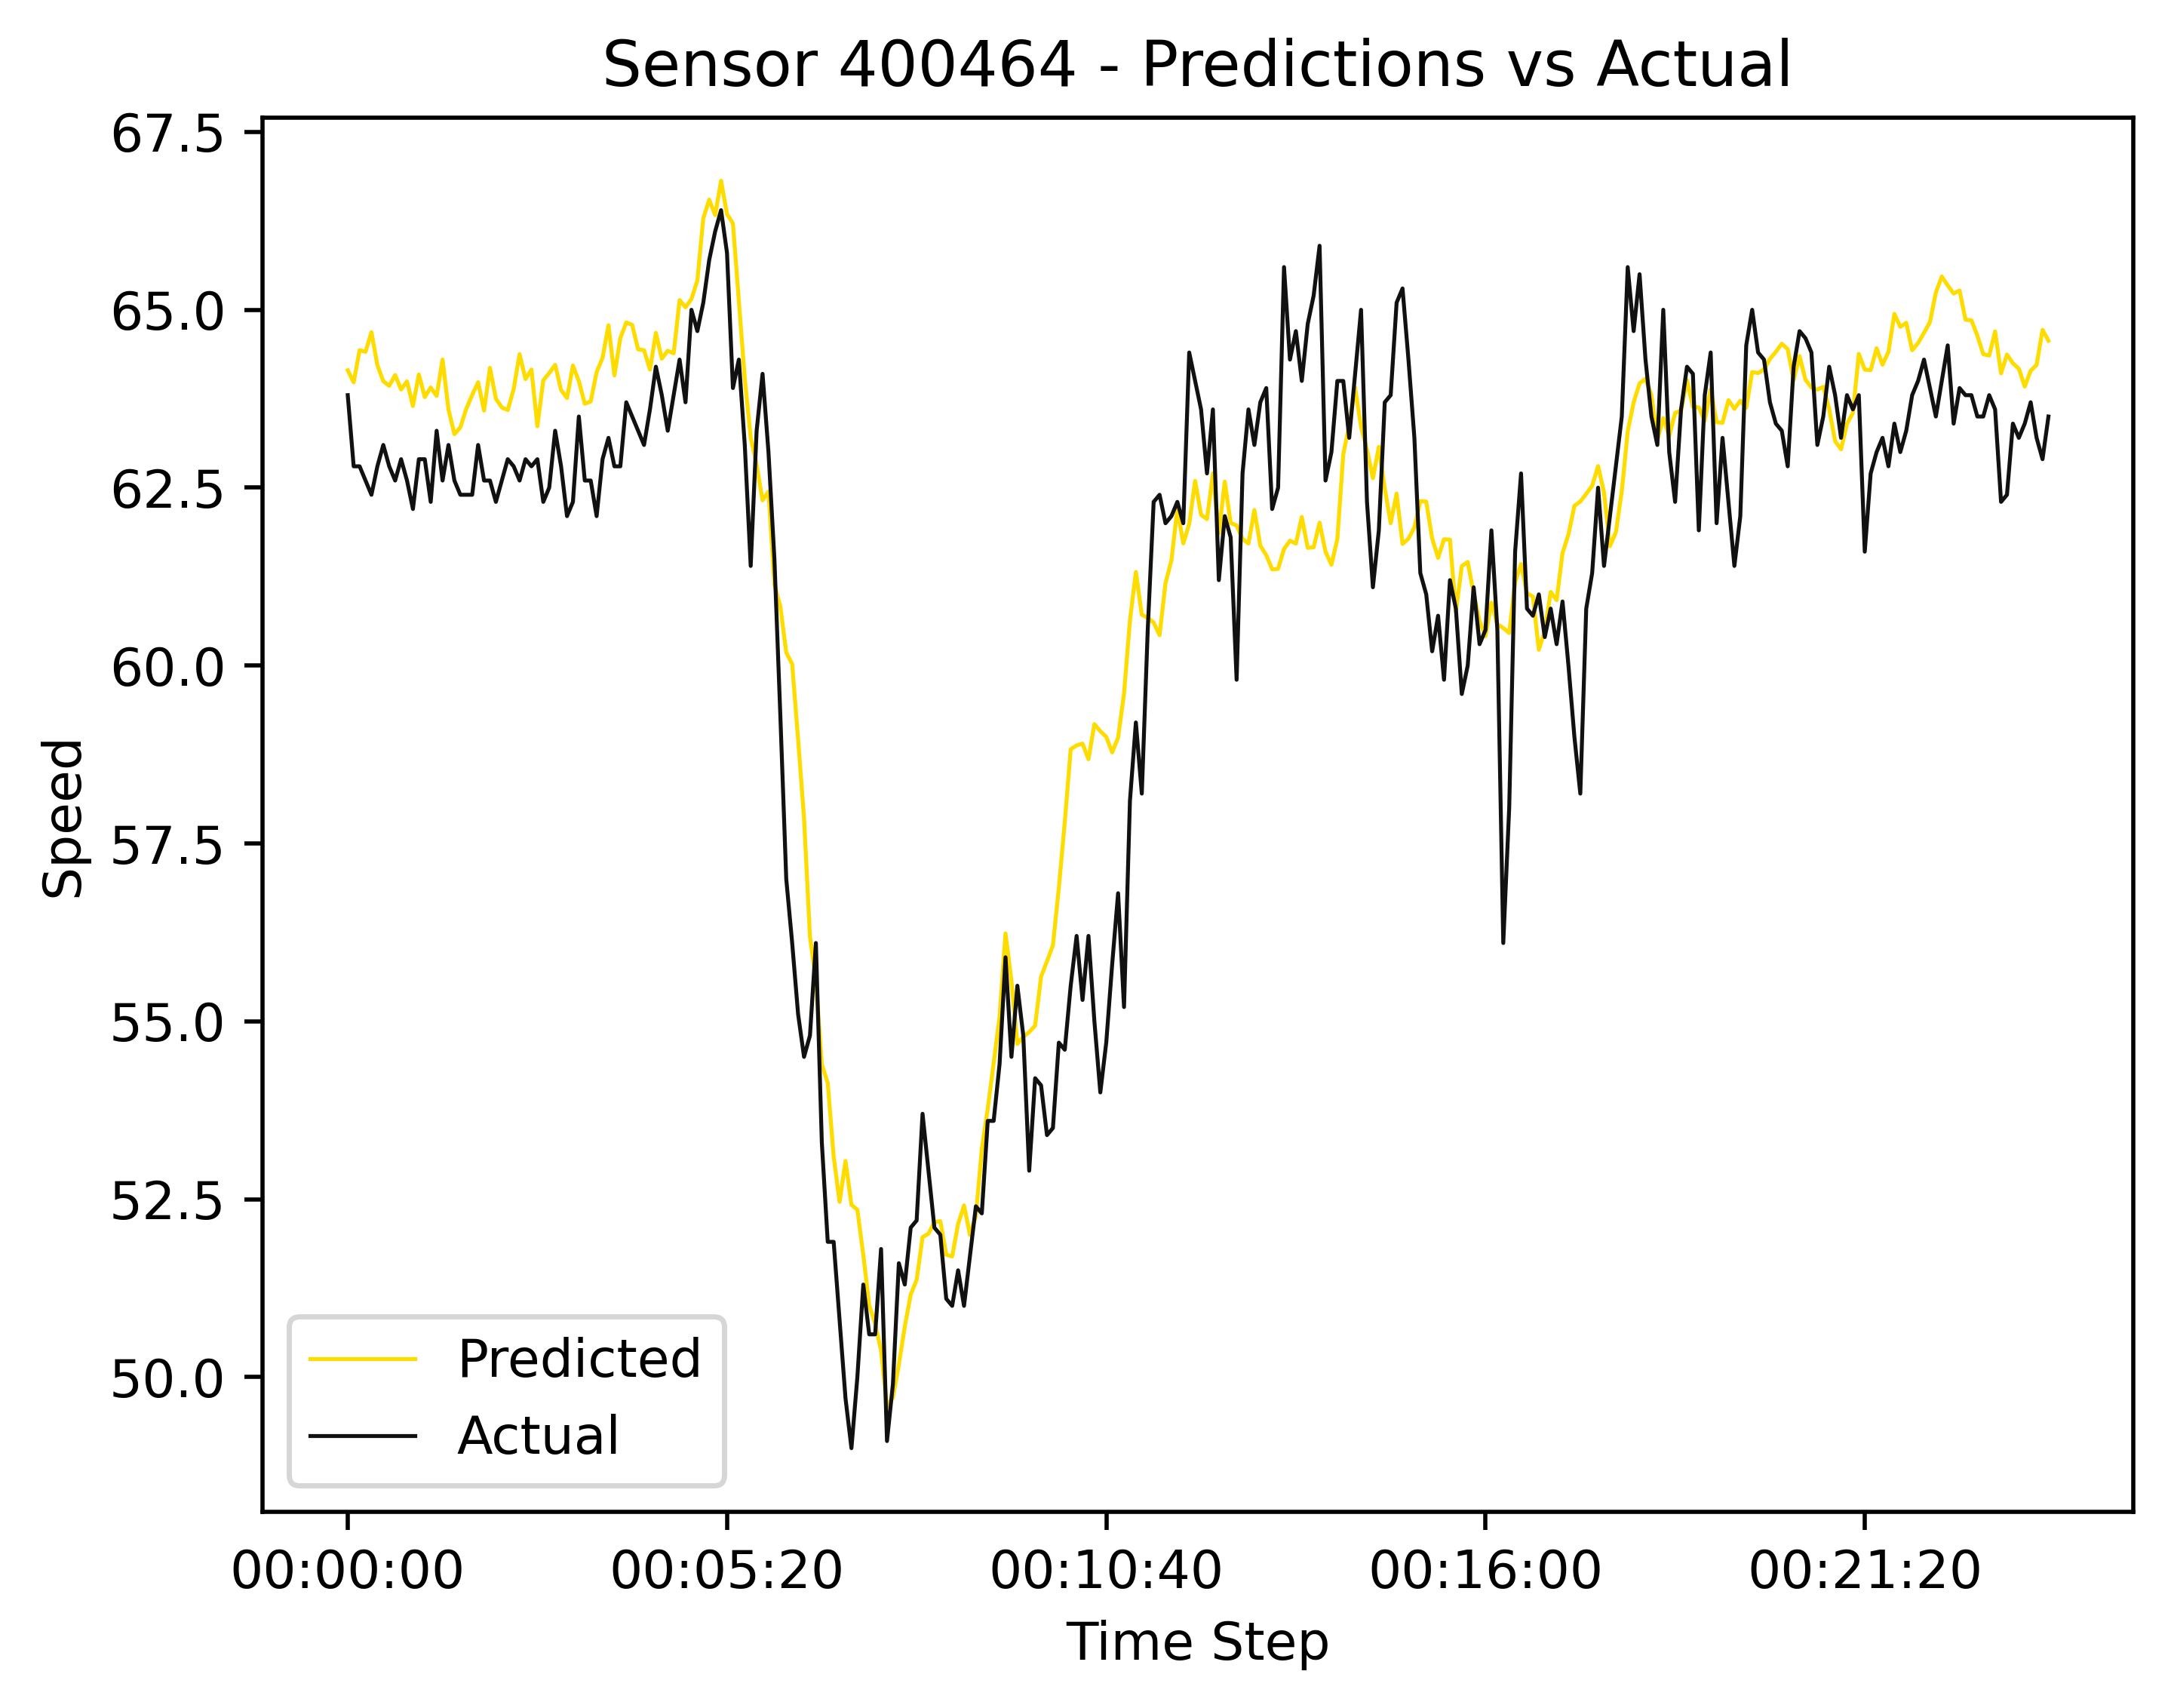 Sensor 400464 - Predictions vs Actual
67.5
65.0
62.5
60.0
57.5
55.0
52.5
50.0
Speed
Predicted
Actual
00:00:00 00:05:20 00:10:40 00:16:00 00:21:20
Time Step